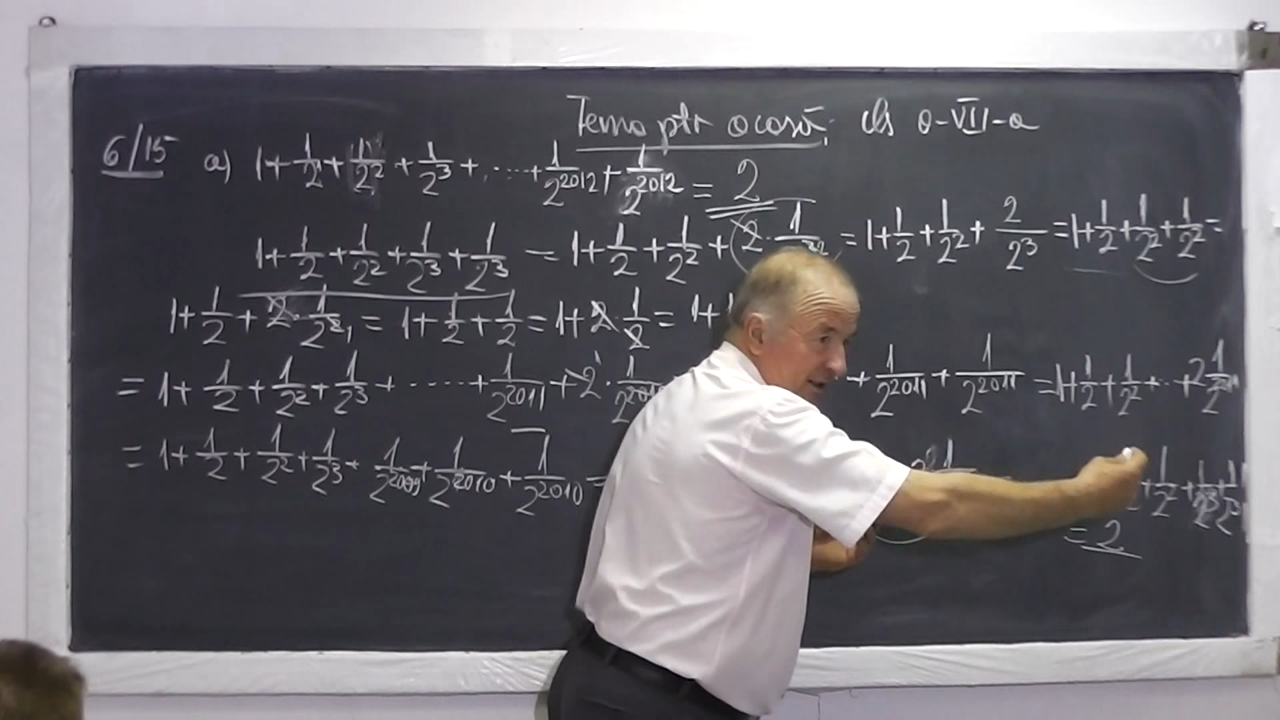 Tema ptr acasă, cls a-VII-a
6/15 a) 1+1/2+1/2²+1/2³+.....+1/2²⁰¹²+1/2²⁰¹² = 2
1+1/2+1/2²+1/2³+1/2³ = 1+1/2+1/2²+(2·1/ = 1+1/2+1/2²+2/2³ = 1+1/2+1/2²+1/2² =
1+1/2+2·1/2² = 1+1/2+1/2 = 1+2·1/2 = 1+
= 1+1/2+1/2²+1/2³+......+1/2²⁰¹¹+2·1/ +1/2²⁰¹¹+1/2²⁰¹¹ = 1+1/2+1/2²+...+2 1/2²⁰¹¹
= 1+1/2+1/2²+1/2³+ 1/2²⁰⁰⁹+1/2²⁰¹⁰+1/2²⁰¹⁰ =
= 2